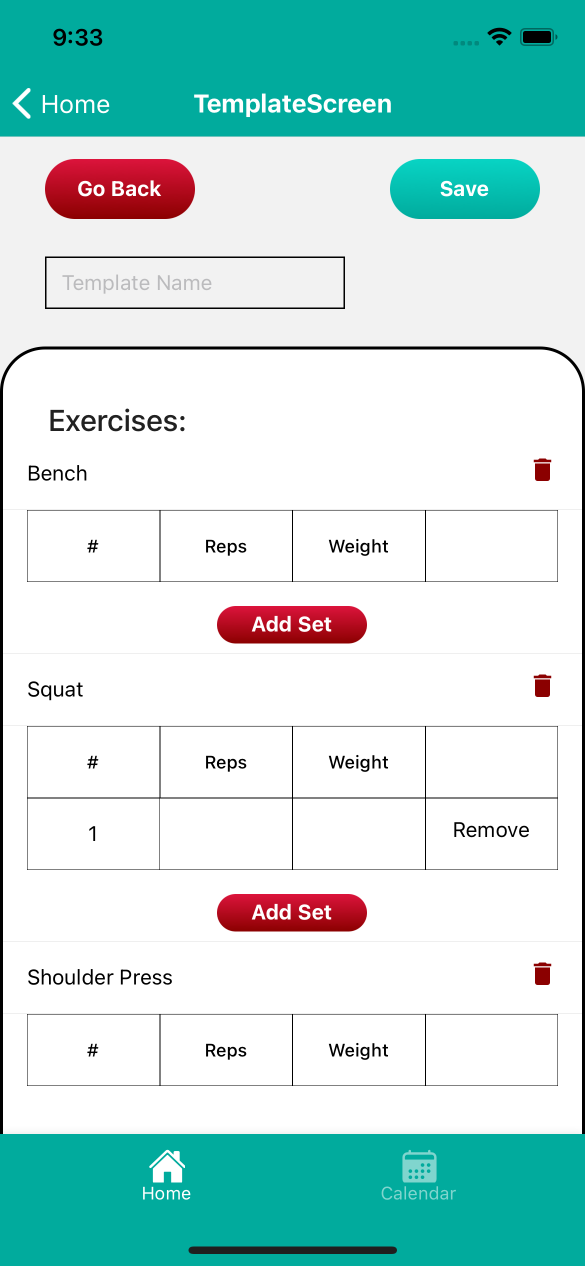 9:33
Home TemplateScreen
Go Back Save
Template Name
Exercises:
Bench
# Reps Weight
Add Set
Squat
# Reps Weight
1 Remove
Add Set
Shoulder Press
# Reps Weight
Home Calendar